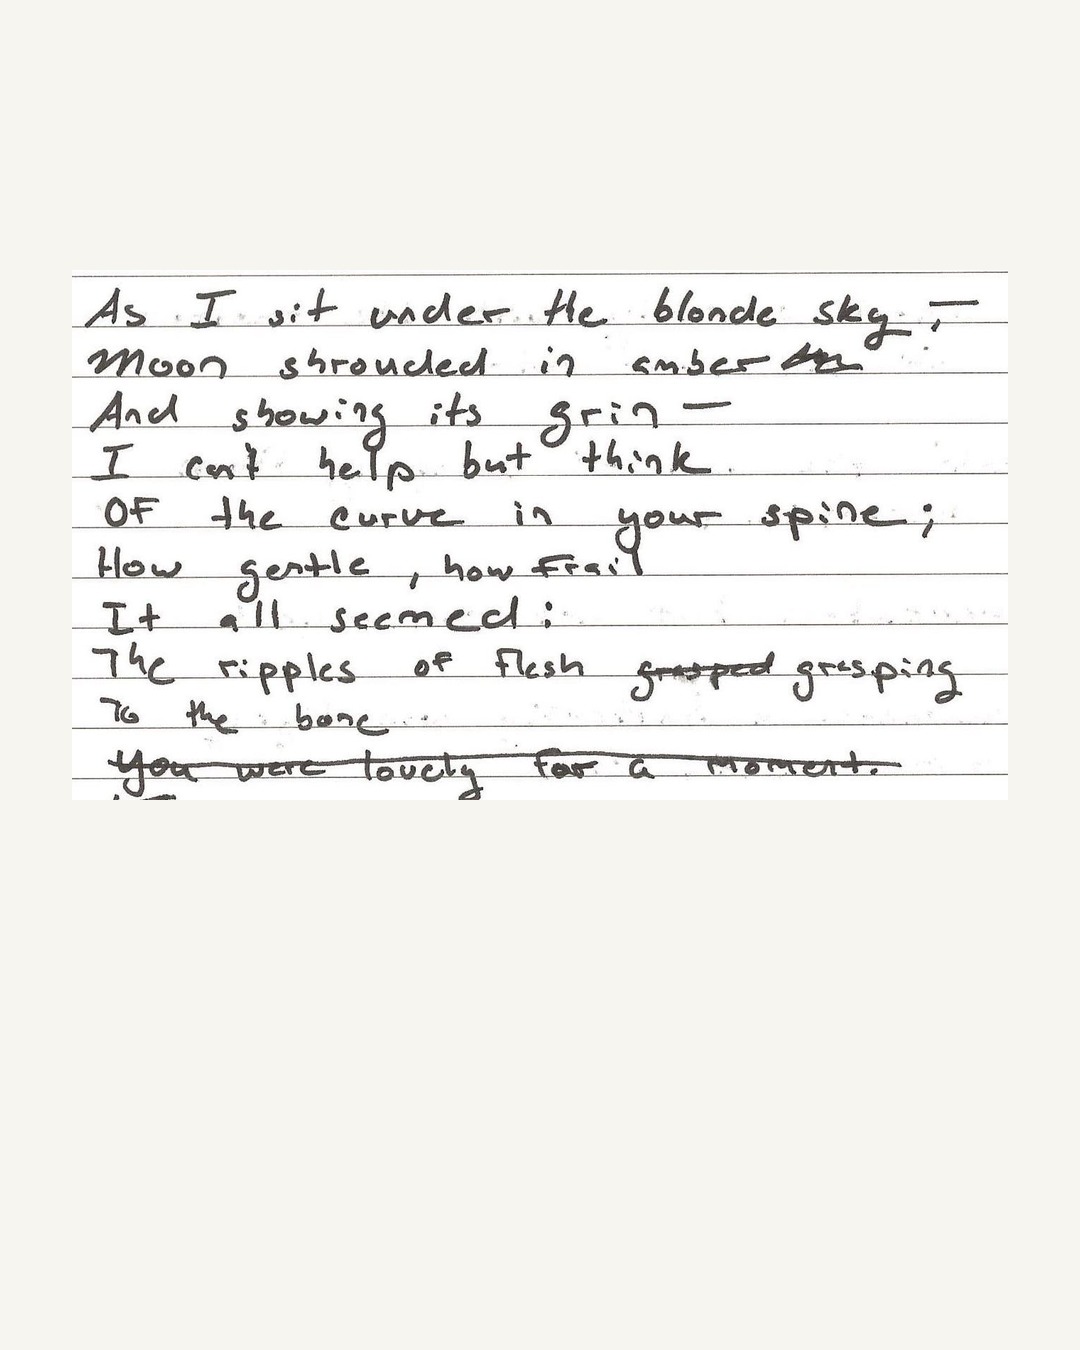 As I sit under the blonde sky, —
Moon shrouded in amber
And showing its grin —
I can't help but think
Of the curve in your spine;
How gentle, how frail
It all seemed:
The ripples of flesh grasped grasping
To the bone
You were lovely for a moment.